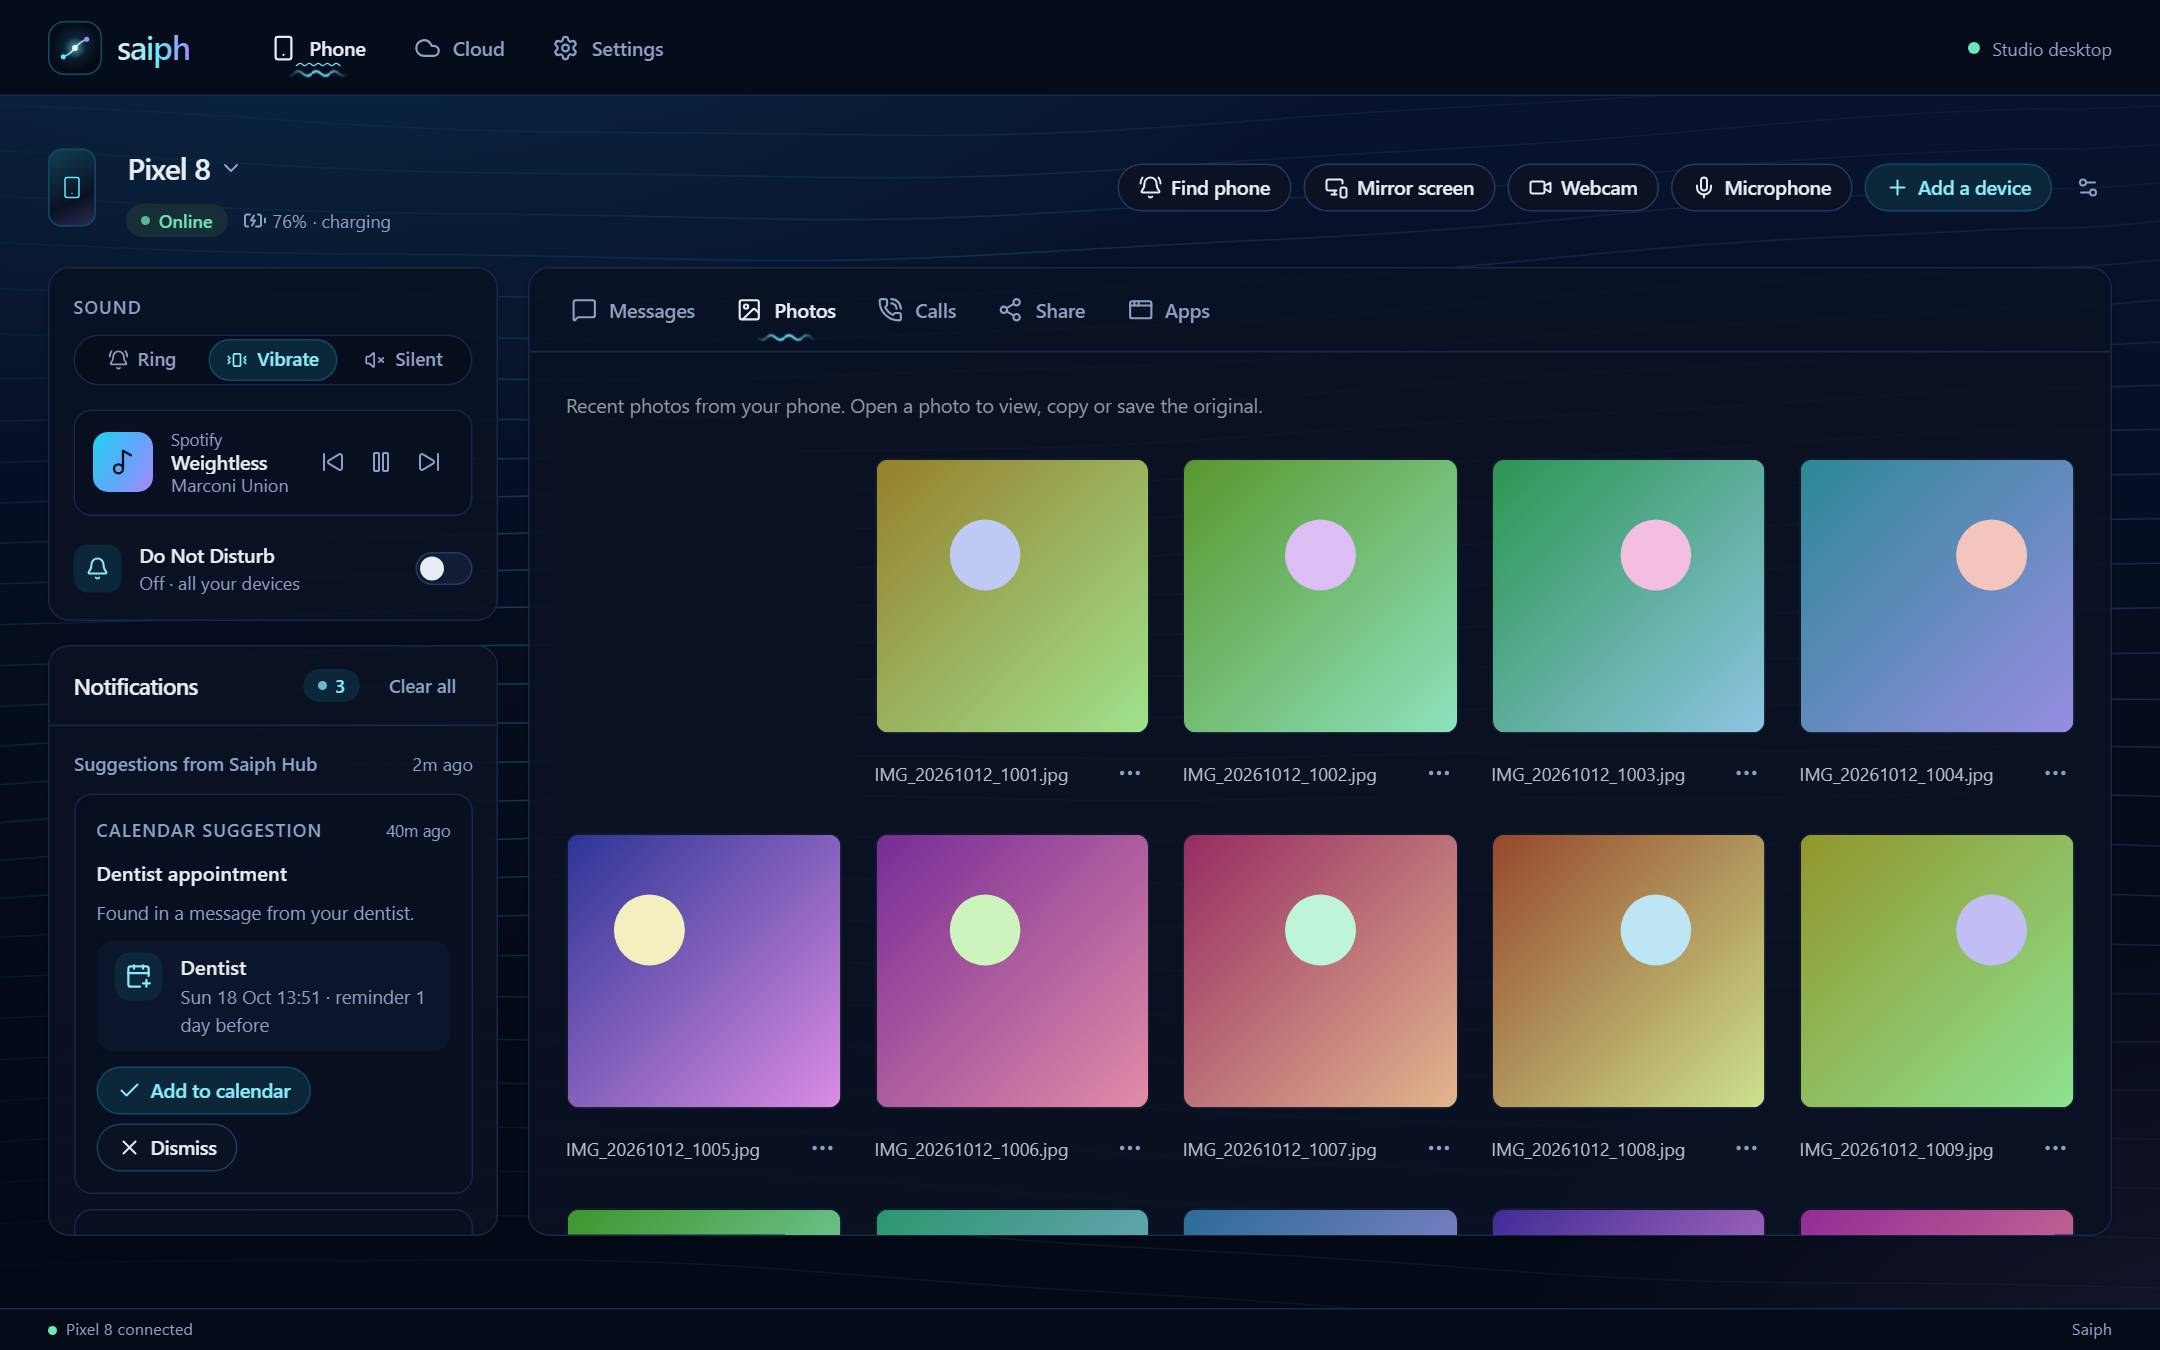 saiph
Phone
Cloud
Settings
Studio desktop
Pixel 8
Online
76% · charging
Find phone
Mirror screen
Webcam
Microphone
Add a device
SOUND
Ring
Vibrate
Silent
Spotify
Weightless
Marconi Union
Do Not Disturb
Off · all your devices
Notifications
3
Clear all
Suggestions from Saiph Hub
2m ago
CALENDAR SUGGESTION
40m ago
Dentist appointment
Found in a message from your dentist.
Dentist
Sun 18 Oct 13:51 · reminder 1
day before
Add to calendar
Dismiss
Messages
Photos
Calls
Share
Apps
Recent photos from your phone. Open a photo to view, copy or save the original.
IMG_20261012_1001.jpg
IMG_20261012_1002.jpg
IMG_20261012_1003.jpg
IMG_20261012_1004.jpg
IMG_20261012_1005.jpg
IMG_20261012_1006.jpg
IMG_20261012_1007.jpg
IMG_20261012_1008.jpg
IMG_20261012_1009.jpg
Pixel 8 connected
Saiph